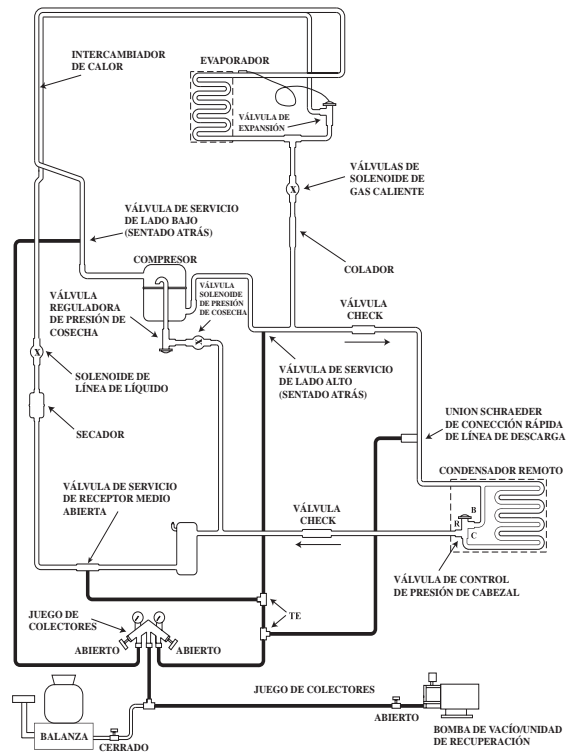 INTERCAMBIADOR
DE CALOR
EVAPORADOR
VÁLVULA DE
EXPANSIÓN
VÁLVULAS DE
SOLENOIDE DE
GAS CALIENTE
X
VÁLVULA DE SERVICIO
DE LADO BAJO
(SENTADO ATRÁS)
COLADOR
COMPRESOR
VÁLVULA
SOLENOIDE
DE PRESIÓN
DE COSECHA
VÁLVULA
REGULADORA
DE PRESIÓN DE
COSECHA
X
VÁLVULA
CHECK
X
SOLENOIDE DE
LÍNEA DE LÍQUIDO
VÁLVULA DE SERVICIO
DE LADO ALTO
(SENTADO ATRÁS)
SECADOR
UNION SCHRAEDER
DE CONECCIÓN RÁPIDA
DE LÍNEA DE DESCARGA
CONDENSADOR REMOTO
VÁLVULA DE SERVICIO
DE RECEPTOR MEDIO
ABIERTA
VÁLVULA
CHECK
B
R
C
VÁLVULA DE CONTROL
DE PRESIÓN DE CABEZAL
TE
JUEGO DE
COLECTORES
ABIERTO
ABIERTO
JUEGO DE COLECTORES
ABIERTO
BALANZA
CERRADO
BOMBA DE VACÍO/UNIDAD
DE RECUPERACIÓN